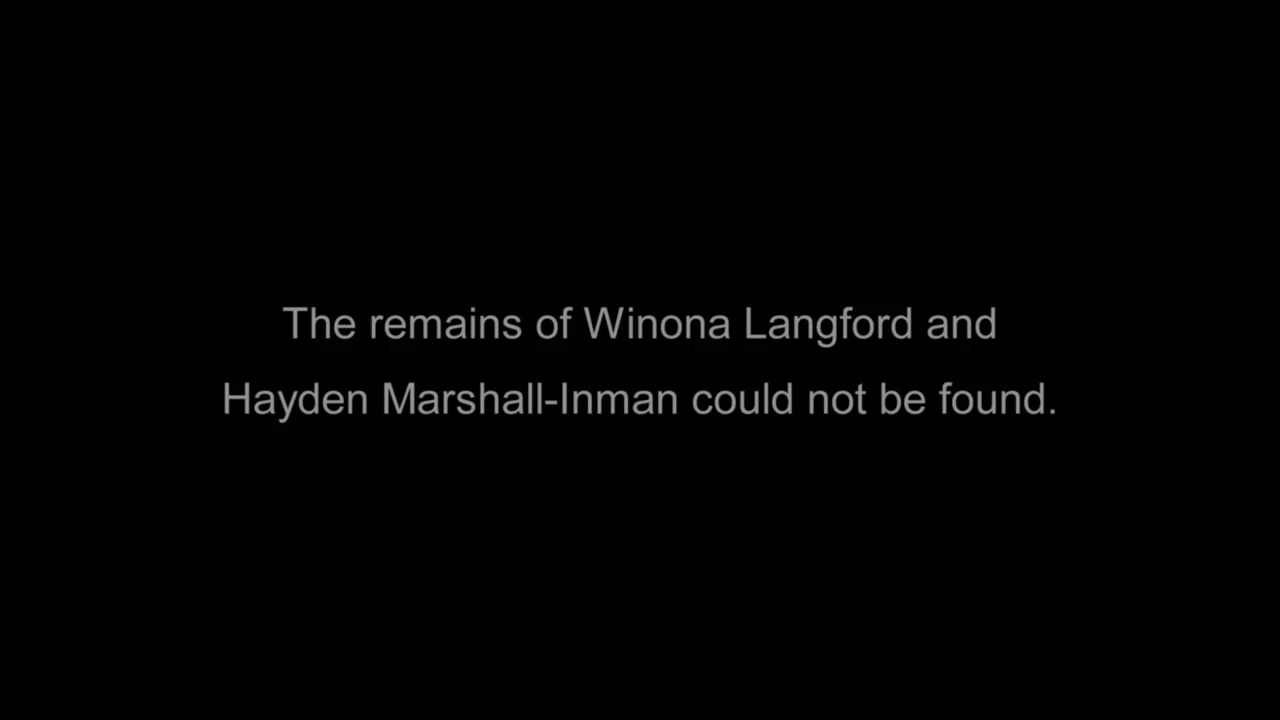 The remains of Winona Langford and
Hayden Marshall-Inman could not be found.